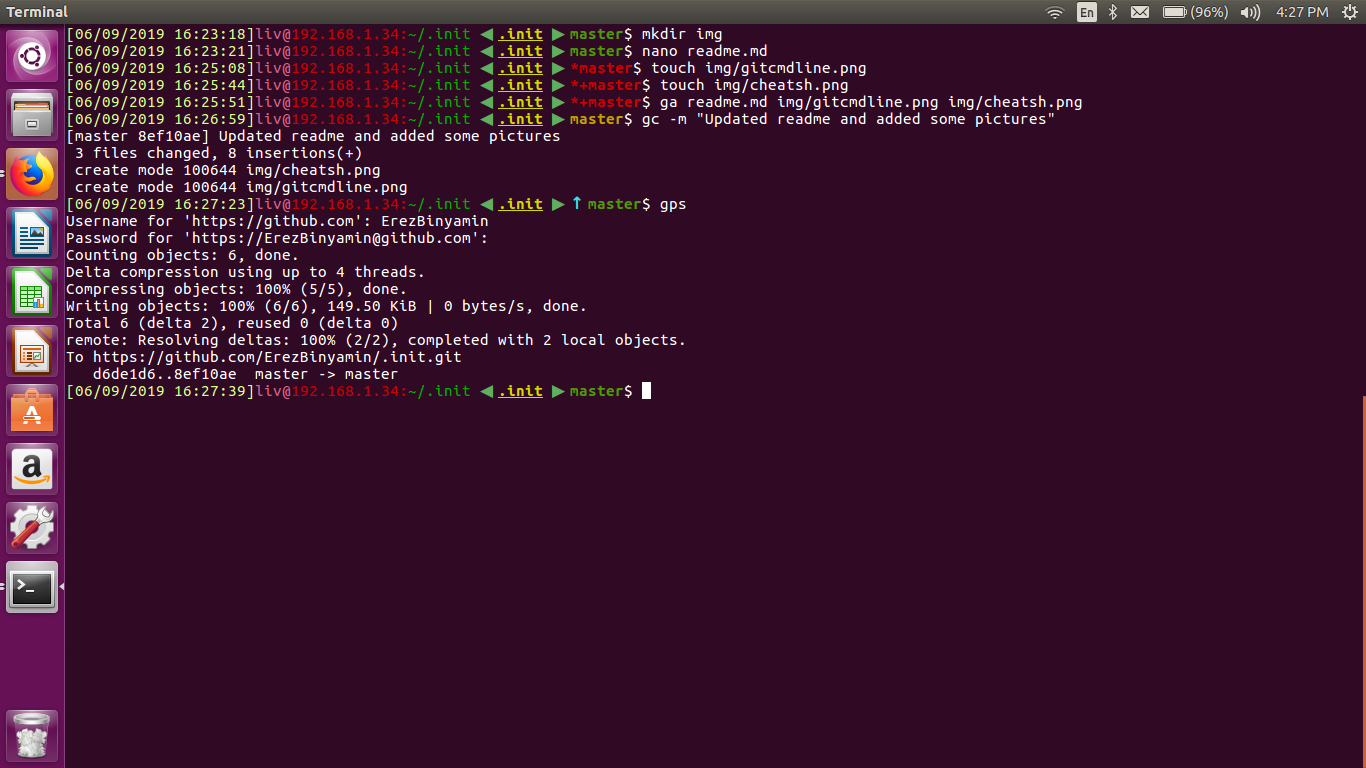 Terminal
En
(96%)
4:27 PM
[06/09/2019 16:23:18]liv@192.168.1.34:~/.init ◀ .init ▶ master$ mkdir img
[06/09/2019 16:23:21]liv@192.168.1.34:~/.init ◀ .init ▶ master$ nano readme.md
[06/09/2019 16:25:08]liv@192.168.1.34:~/.init ◀ .init ▶ *master$ touch img/gitcmdline.png
[06/09/2019 16:25:44]liv@192.168.1.34:~/.init ◀ .init ▶ *+master$ touch img/cheatsh.png
[06/09/2019 16:25:51]liv@192.168.1.34:~/.init ◀ .init ▶ *+master$ ga readme.md img/gitcmdline.png img/cheatsh.png
[06/09/2019 16:26:59]liv@192.168.1.34:~/.init ◀ .init ▶ master$ gc -m "Updated readme and added some pictures"
[master 8ef10ae] Updated readme and added some pictures
 3 files changed, 8 insertions(+)
 create mode 100644 img/cheatsh.png
 create mode 100644 img/gitcmdline.png
[06/09/2019 16:27:23]liv@192.168.1.34:~/.init ◀ .init ▶ ↑ master$ gps
Username for 'https://github.com': ErezBinyamin
Password for 'https://ErezBinyamin@github.com':
Counting objects: 6, done.
Delta compression using up to 4 threads.
Compressing objects: 100% (5/5), done.
Writing objects: 100% (6/6), 149.50 KiB | 0 bytes/s, done.
Total 6 (delta 2), reused 0 (delta 0)
remote: Resolving deltas: 100% (2/2), completed with 2 local objects.
To https://github.com/ErezBinyamin/.init.git
   d6de1d6..8ef10ae  master -> master
[06/09/2019 16:27:39]liv@192.168.1.34:~/.init ◀ .init ▶ master$